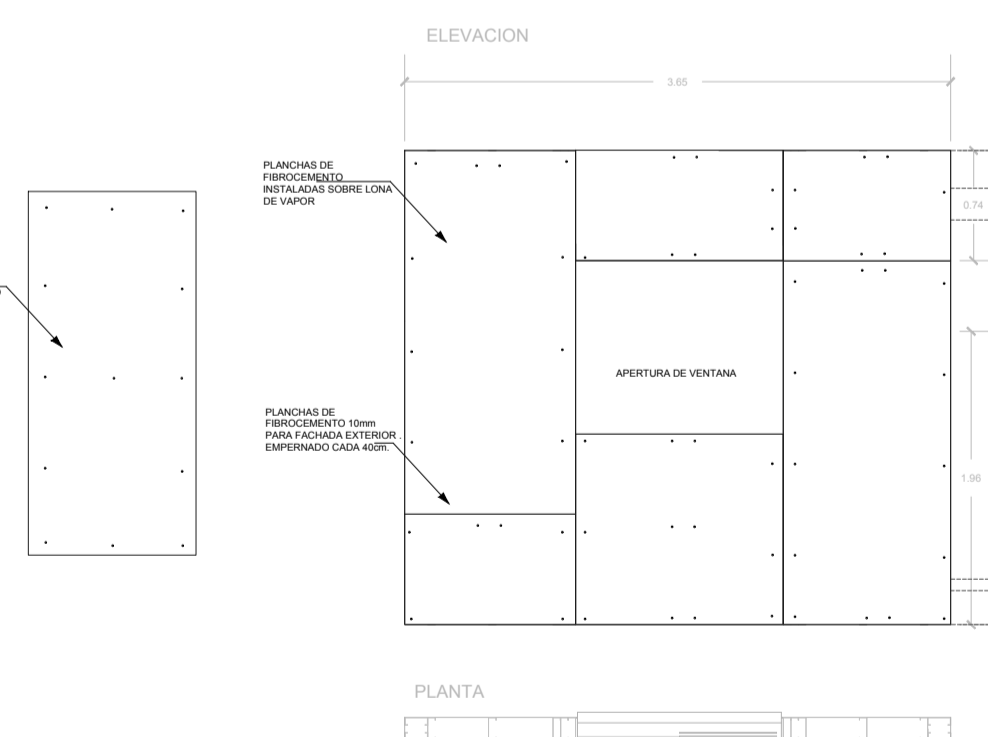 ELEVACION
3.65
PLANCHAS DE
FIBROCEMENTO
INSTALADAS SOBRE LONA
DE VAPOR
0.74
APERTURA DE VENTANA
PLANCHAS DE
FIBROCEMENTO 10mm
PARA FACHADA EXTERIOR .
EMPERNADO CADA 40cm.
1.96
PLANTA